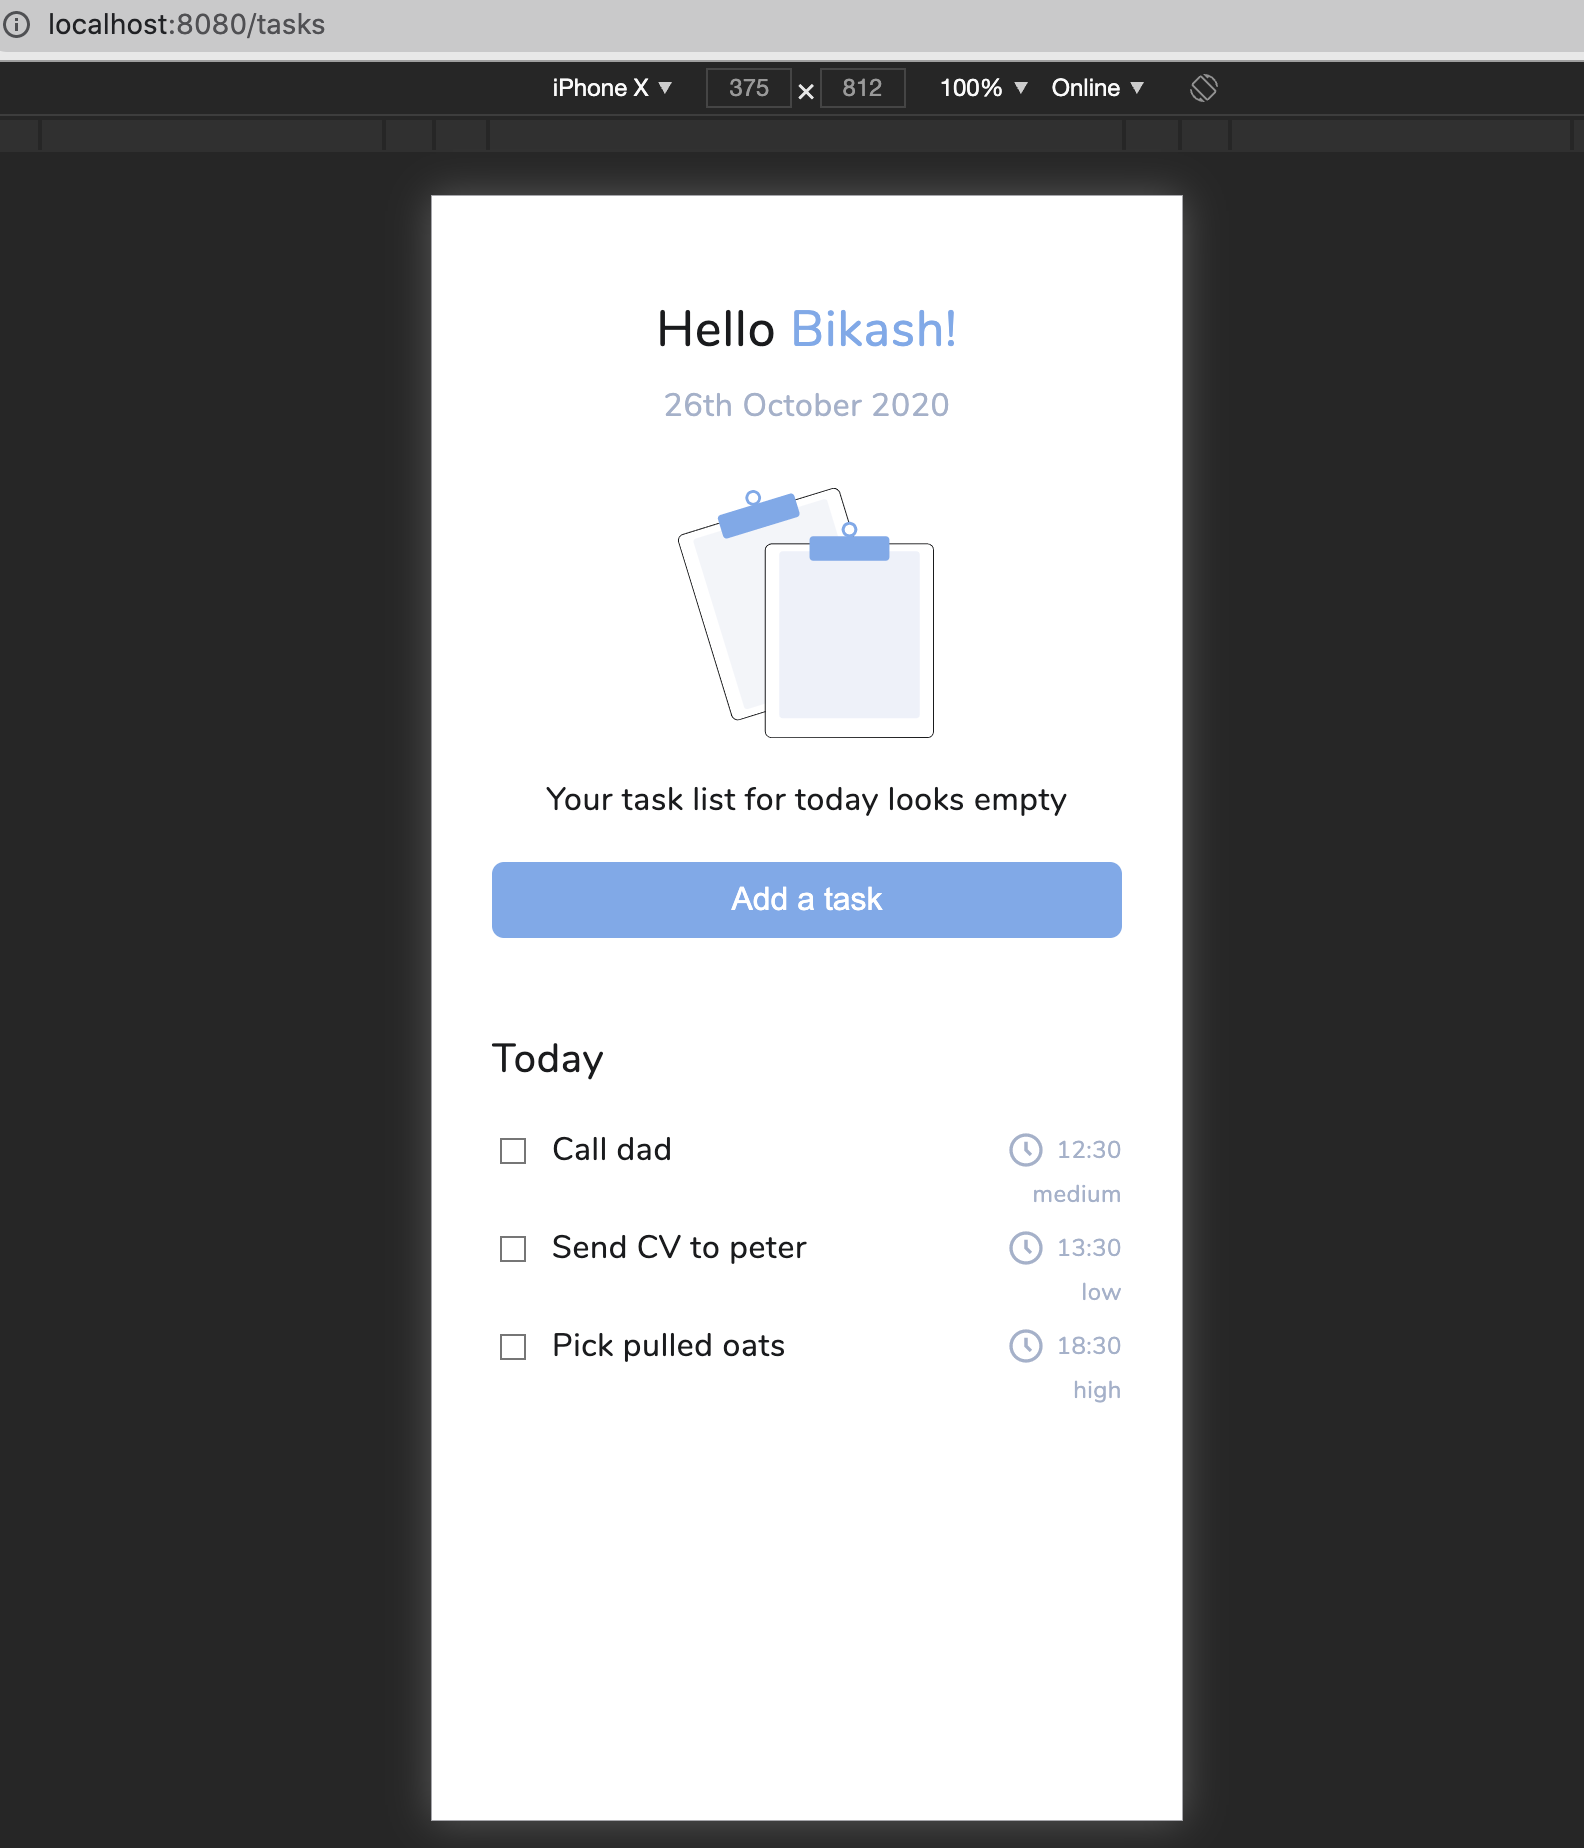 localhost:8080/tasks
iPhone X ▼ 375 × 812 100% ▼ Online ▼
Hello Bikash!
26th October 2020
Your task list for today looks empty
Add a task
Today
Call dad 12:30
medium
Send CV to peter 13:30
low
Pick pulled oats 18:30
high